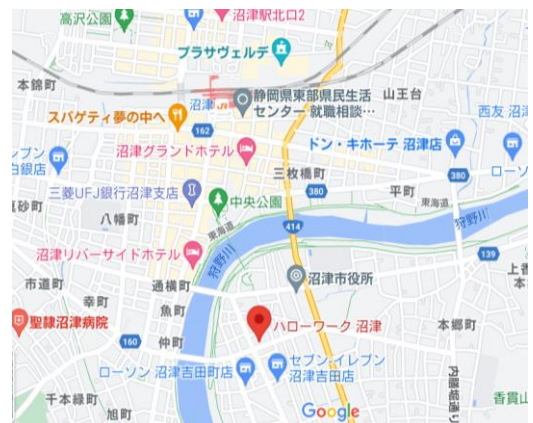 沼津駅北口2
高沢公園
プラサヴェルデ
本錦町
沼津
静岡県東部県民生活
センター 就職相談…
山王台
スパゲティ夢の中へ
162
ドン・キホーテ 沼津店
西友 沼津
沼津グランドホテル
三枚橋町
380
380
ローソ
白銀店
三菱UFJ銀行沼津支店
平町
中央公園
東海道
八幡町
東海道
414
狩野川
139
沼津リバーサイドホテル
狩野川
沼津市役所
上香
市道町
通横町
幸町
魚町
聖隷沼津病院
ハローワーク 沼津
本郷町
160
仲町
ローソン 沼津吉田町店
セブン-イレブン
沼津吉田店
千本緑町
旭町
Google
香貫山